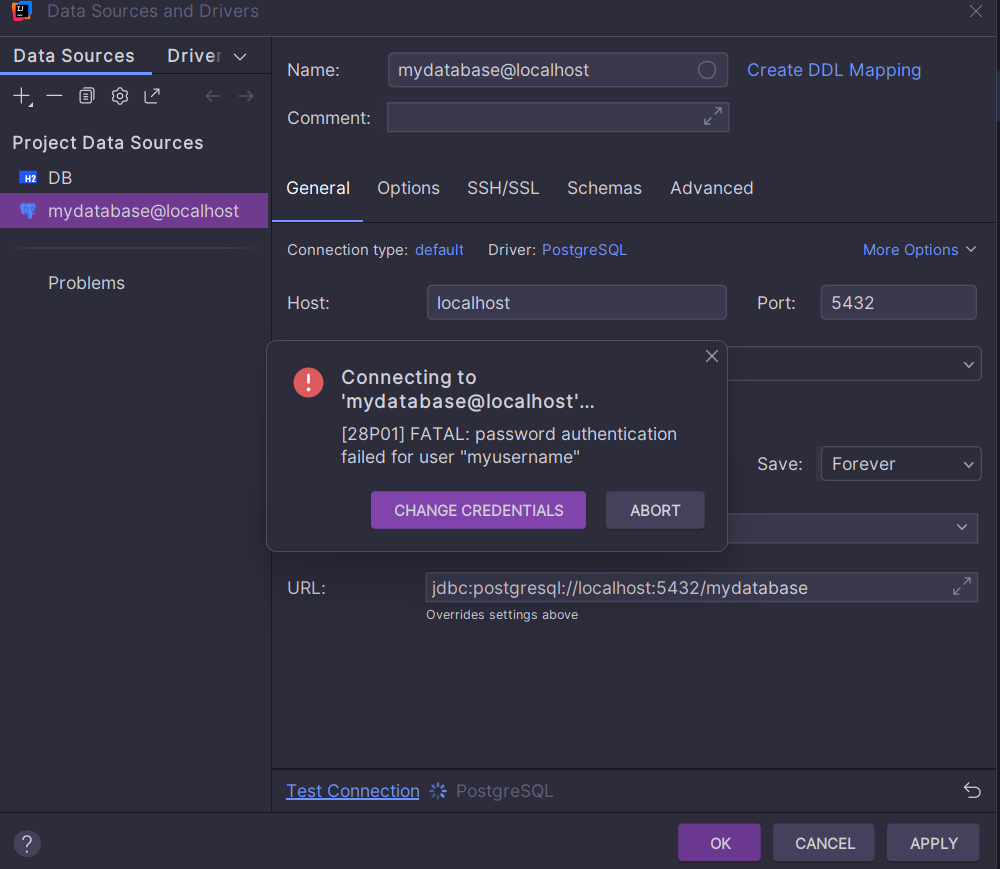 Data Sources and Drivers
Data Sources
Driver
Project Data Sources
H2 DB
mydatabase@localhost
Problems
Name: mydatabase@localhost Create DDL Mapping
Comment:
General Options SSH/SSL Schemas Advanced
Connection type: default Driver: PostgreSQL More Options
Host: localhost Port: 5432
Connecting to
'mydatabase@localhost'...
[28P01] FATAL: password authentication
failed for user "myusername"
CHANGE CREDENTIALS ABORT
Save: Forever
URL: jdbc:postgresql://localhost:5432/mydatabase
Overrides settings above
Test Connection PostgreSQL
?
OK CANCEL APPLY